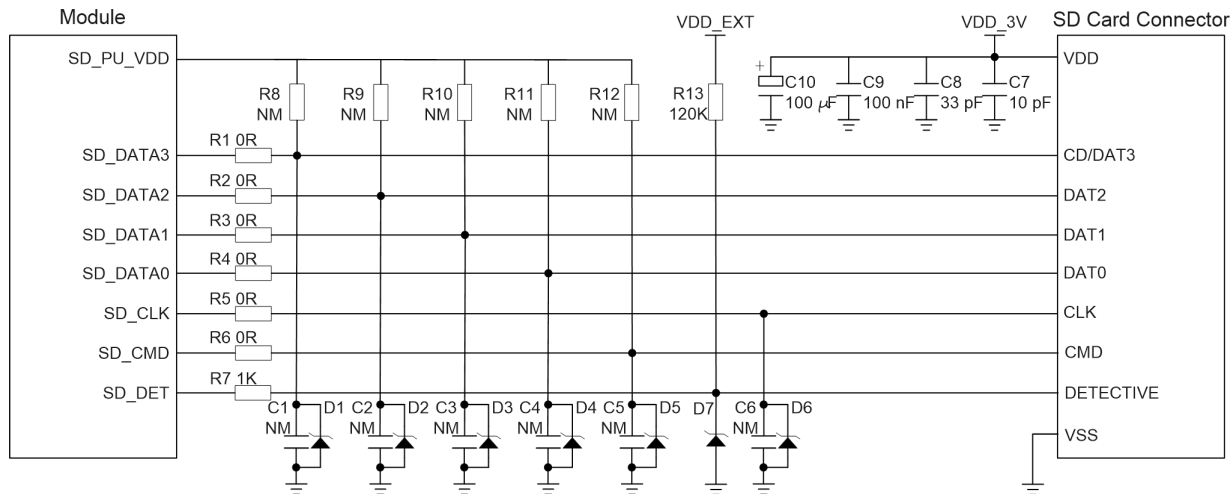 Module
VDD_EXT
VDD_3V
SD Card Connector
SD_PU_VDD
VDD
R8
NM
R9
NM
R10
NM
R11
NM
R12
NM
R13
120K
+
C10
100 μF
C9
100 nF
C8
33 pF
C7
10 pF
SD_DATA3
R1 0R
CD/DAT3
SD_DATA2
R2 0R
DAT2
SD_DATA1
R3 0R
DAT1
SD_DATA0
R4 0R
DAT0
SD_CLK
R5 0R
CLK
SD_CMD
R6 0R
CMD
SD_DET
R7 1K
DETECTIVE
C1
NM
D1
C2
NM
D2
C3
NM
D3
C4
NM
D4
C5
NM
D5
D7
C6
NM
D6
VSS